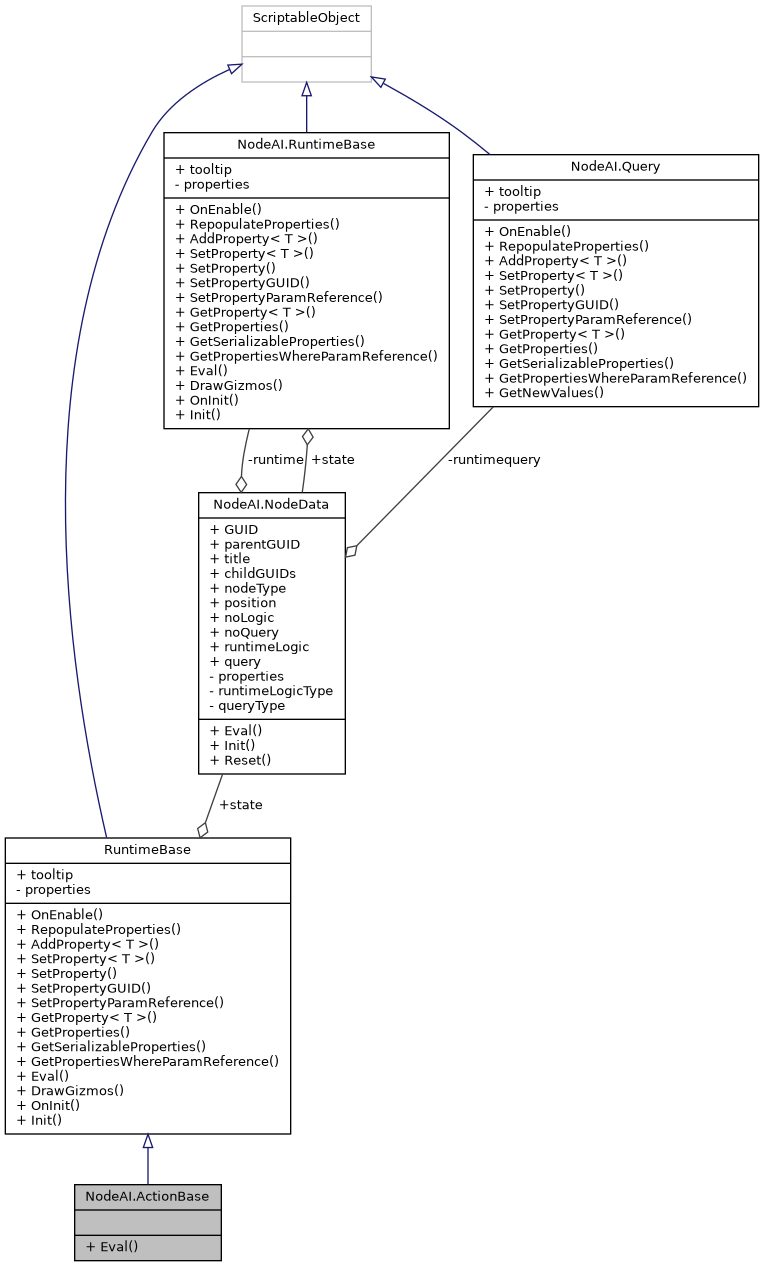 ScriptableObject
NodeAI.RuntimeBase
+ tooltip
- properties
+ OnEnable()
+ RepopulateProperties()
+ AddProperty< T >()
+ SetProperty< T >()
+ SetProperty()
+ SetPropertyGUID()
+ SetPropertyParamReference()
+ GetProperty< T >()
+ GetProperties()
+ GetSerializableProperties()
+ GetPropertiesWhereParamReference()
+ Eval()
+ DrawGizmos()
+ OnInit()
+ Init()
NodeAI.Query
+ tooltip
- properties
+ OnEnable()
+ RepopulateProperties()
+ AddProperty< T >()
+ SetProperty< T >()
+ SetProperty()
+ SetPropertyGUID()
+ SetPropertyParamReference()
+ GetProperty< T >()
+ GetProperties()
+ GetSerializableProperties()
+ GetPropertiesWhereParamReference()
+ GetNewValues()
-runtime
+state
-runtimequery
NodeAI.NodeData
+ GUID
+ parentGUID
+ title
+ childGUIDs
+ nodeType
+ position
+ noLogic
+ noQuery
+ runtimeLogic
+ query
- properties
- runtimeLogicType
- queryType
+ Eval()
+ Init()
+ Reset()
+state
RuntimeBase
+ tooltip
- properties
+ OnEnable()
+ RepopulateProperties()
+ AddProperty< T >()
+ SetProperty< T >()
+ SetProperty()
+ SetPropertyGUID()
+ SetPropertyParamReference()
+ GetProperty< T >()
+ GetProperties()
+ GetSerializableProperties()
+ GetPropertiesWhereParamReference()
+ Eval()
+ DrawGizmos()
+ OnInit()
+ Init()
NodeAI.ActionBase
+ Eval()